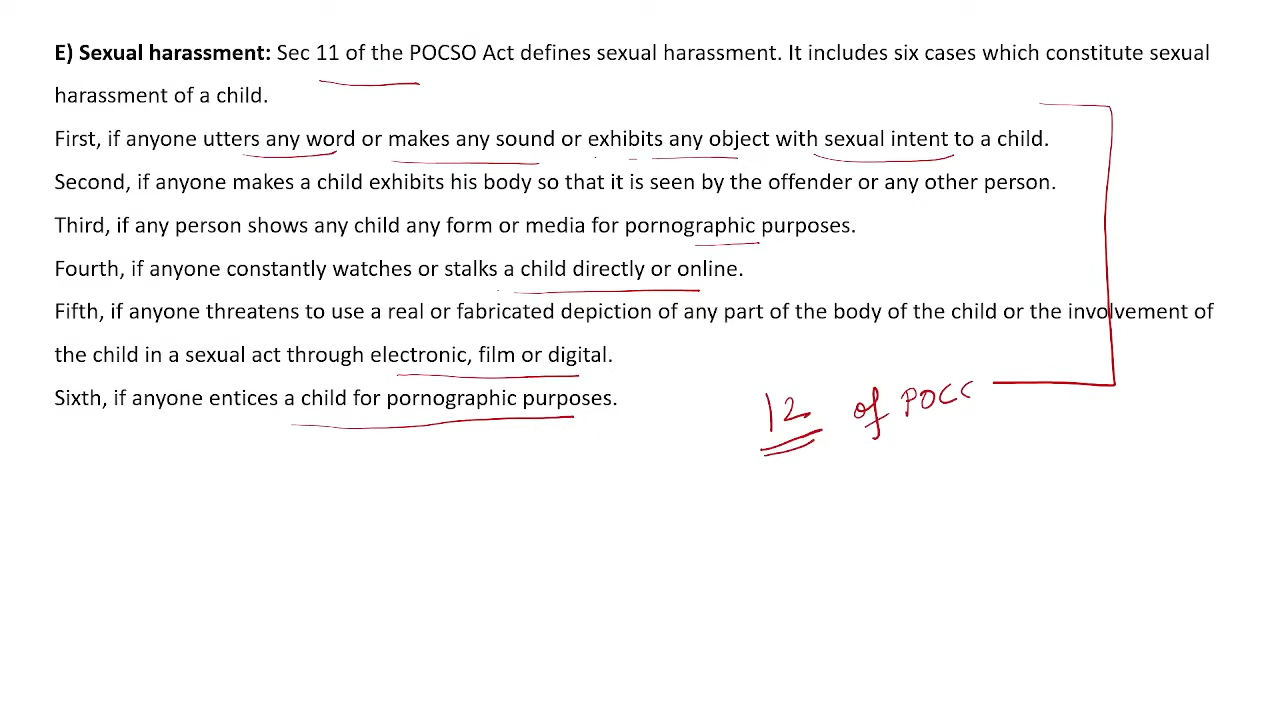 E) Sexual harassment: Sec 11 of the POCSO Act defines sexual harassment. It includes six cases which constitute sexual
harassment of a child.
First, if anyone utters any word or makes any sound or exhibits any object with sexual intent to a child.
Second, if anyone makes a child exhibits his body so that it is seen by the offender or any other person.
Third, if any person shows any child any form or media for pornographic purposes.
Fourth, if anyone constantly watches or stalks a child directly or online.
Fifth, if anyone threatens to use a real or fabricated depiction of any part of the body of the child or the involvement of
the child in a sexual act through electronic, film or digital.
Sixth, if anyone entices a child for pornographic purposes.
12 of POCC